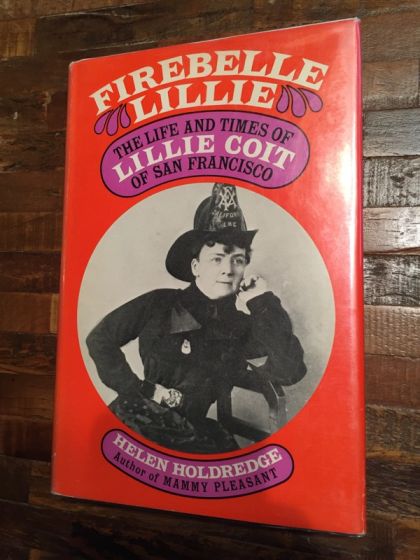 FIREBELLE
LILLIE
THE LIFE AND TIMES OF
LILLIE COIT
OF SAN FRANCISCO
HELEN HOLDREDGE
Author of MAMMY PLEASANT